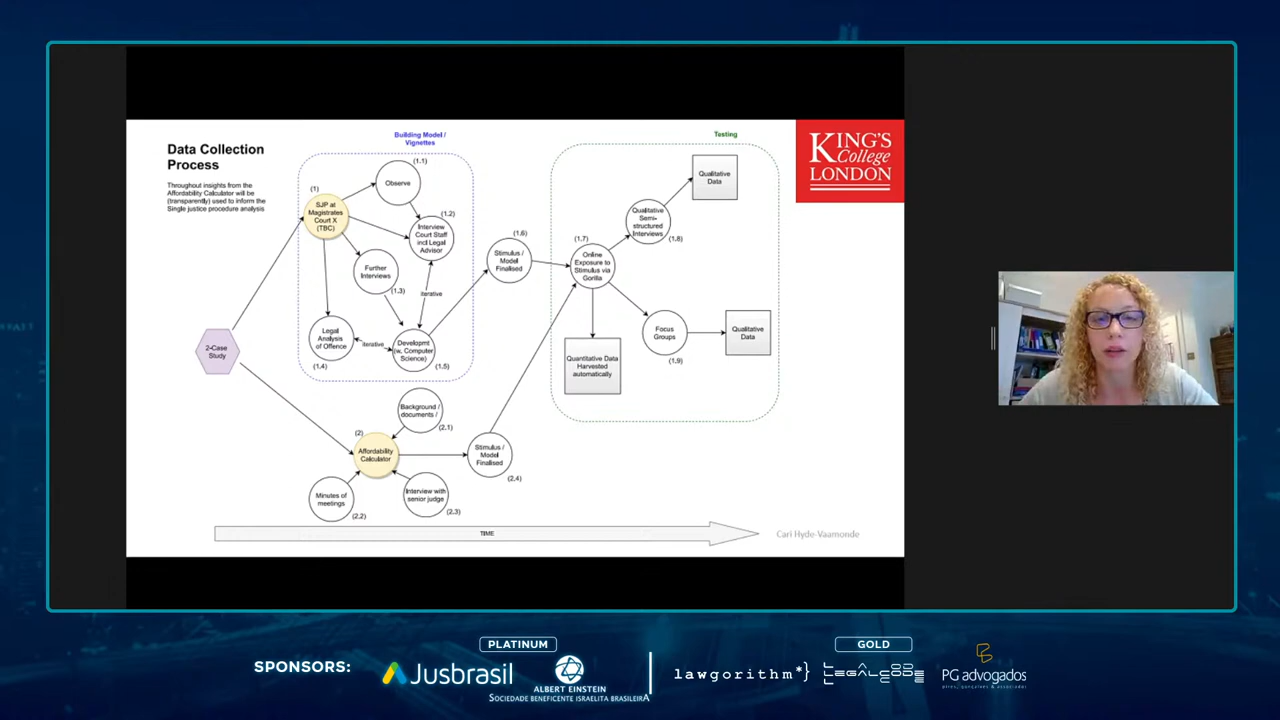 Data Collection
Process
Throughout insights from the
Affordability Calculator will be
(transparently) used to inform the
Single justice procedure analysis
Building Model /
Vignettes
(1)
SJP at
Magistrates
Court X
(TBC)
(1.1)
Observe
(1.2)
Interview
Court Staff
incl Legal
Advisor
Further
Interviews
(1.3)
iterative
Legal
Analysis
of Offence
(1.4)
iterative
Developmt
(w. Computer
Science)
(1.5)
(1.6)
Stimulus /
Model
Finalised
2-Case
Study
Background /
documents /
(2.1)
(2)
Affordability
Calculator
Minutes of
meetings
(2.2)
Interview with
senior judge
(2.3)
Stimulus /
Model
Finalised
(2.4)
Testing
(1.7)
Online
Exposure to
Stimulus via
Gorilla
Qualitative
Semi-
structured
Interviews
(1.8)
Qualitative
Data
Focus
Groups
(1.9)
Qualitative
Data
Quantitative Data
Harvested
automatically
TIME
Cari Hyde-Vaamonde
KING'S
College
LONDON
SPONSORS:
PLATINUM
Jusbrasil
ALBERT EINSTEIN
SOCIEDADE BENEFICENTE ISRAELITA BRASILEIRA
GOLD
lawgorithm*}
LEGALCODE
PG advogados